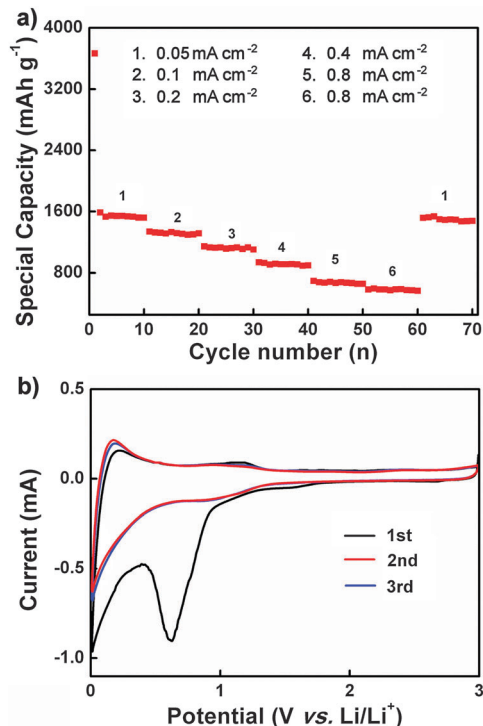 a)
4000
3200
2400
1600
800
Special Capacity (mAh g⁻¹)
1. 0.05 mA cm⁻² 4. 0.4 mA cm⁻²
2. 0.1 mA cm⁻² 5. 0.8 mA cm⁻²
3. 0.2 mA cm⁻² 6. 0.8 mA cm⁻²
1
2
3
4
5
6
1
0 10 20 30 40 50 60 70
Cycle number (n)
b)
0.5
0.0
-0.5
-1.0
Current (mA)
1st
2nd
3rd
0 1 2 3
Potential (V vs. Li/Li⁺)